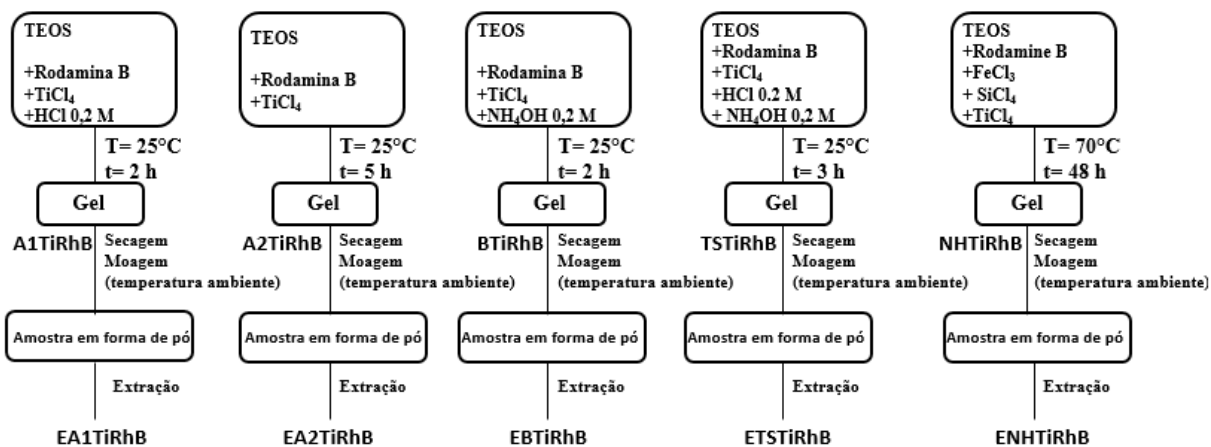 TEOS
+Rodamina B
+TiCl₄
+HCl 0,2 M
T= 25°C
t= 2 h
Gel
A1TiRhB
Secagem
Moagem
(temperatura ambiente)
Amostra em forma de pó
Extração
EA1TiRhB
TEOS
+Rodamina B
+TiCl₄
T= 25°C
t= 5 h
Gel
A2TiRhB
Secagem
Moagem
(temperatura ambiente)
Amostra em forma de pó
Extração
EA2TiRhB
TEOS
+Rodamina B
+TiCl₄
+NH₄OH 0,2 M
T= 25°C
t= 2 h
Gel
BTiRhB
Secagem
Moagem
(temperatura ambiente)
Amostra em forma de pó
Extração
EBTiRhB
TEOS
+Rodamina B
+TiCl₄
+HCl 0.2 M
+ NH₄OH 0,2 M
T= 25°C
t= 3 h
Gel
TSTiRhB
Secagem
Moagem
(temperatura ambiente)
Amostra em forma de pó
Extração
ETSTiRhB
TEOS
+Rodamine B
+FeCl₃
+ SiCl₄
+TiCl₄
T= 70°C
t= 48 h
Gel
NHTiRhB
Secagem
Moagem
(temperatura ambiente)
Amostra em forma de pó
Extração
ENHTiRhB